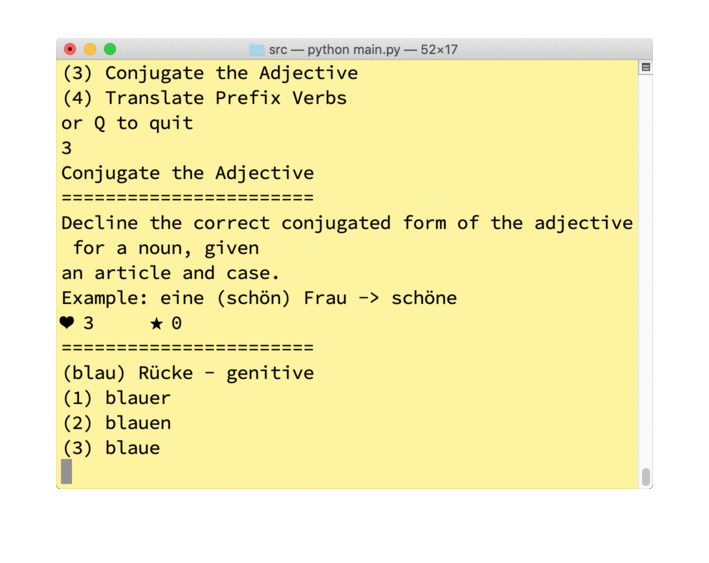 src — python main.py — 52×17
(3) Conjugate the Adjective
(4) Translate Prefix Verbs
or Q to quit
3
Conjugate the Adjective
=======================
Decline the correct conjugated form of the adjective
 for a noun, given
an article and case.
Example: eine (schön) Frau -> schöne
♥ 3     ★ 0
=======================
(blau) Rücke - genitive
(1) blauer
(2) blauen
(3) blaue